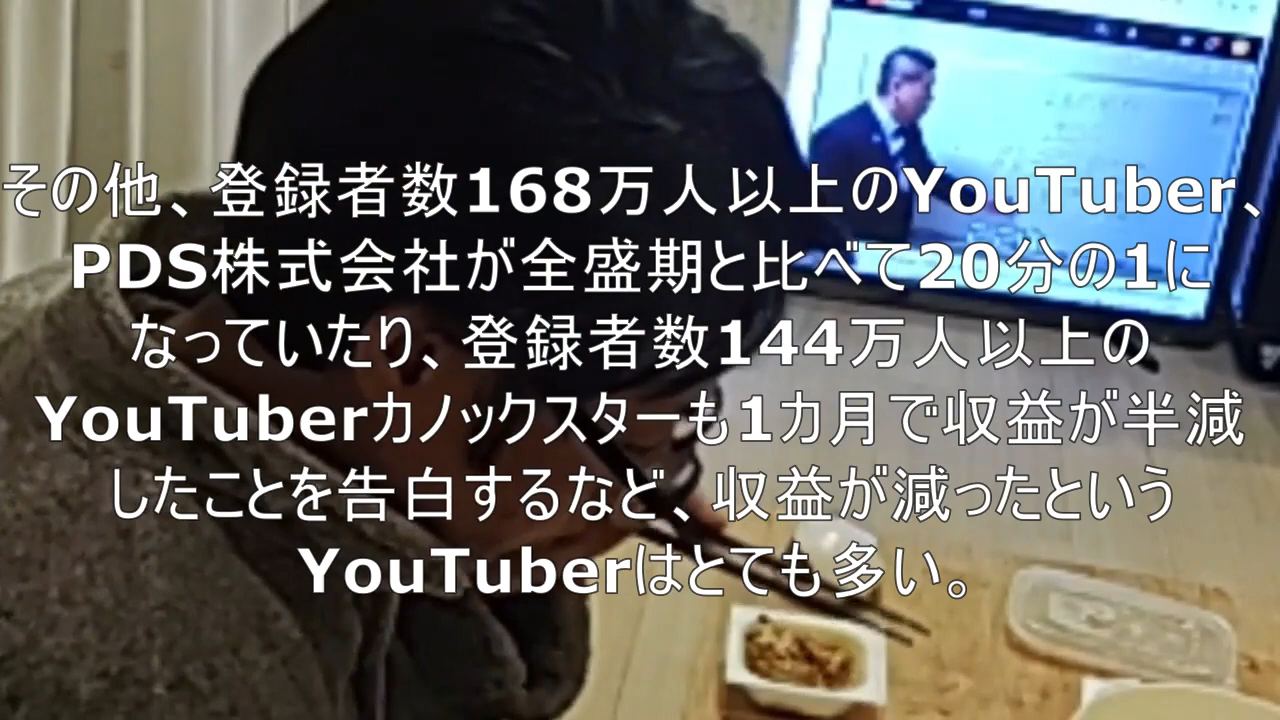 その他、登録者数168万人以上のYouTuber、
PDS株式会社が全盛期と比べて20分の1に
なっていたり、登録者数144万人以上の
YouTuberカノックスターも1カ月で収益が半減
したことを告白するなど、収益が減ったという
YouTuberはとても多い。